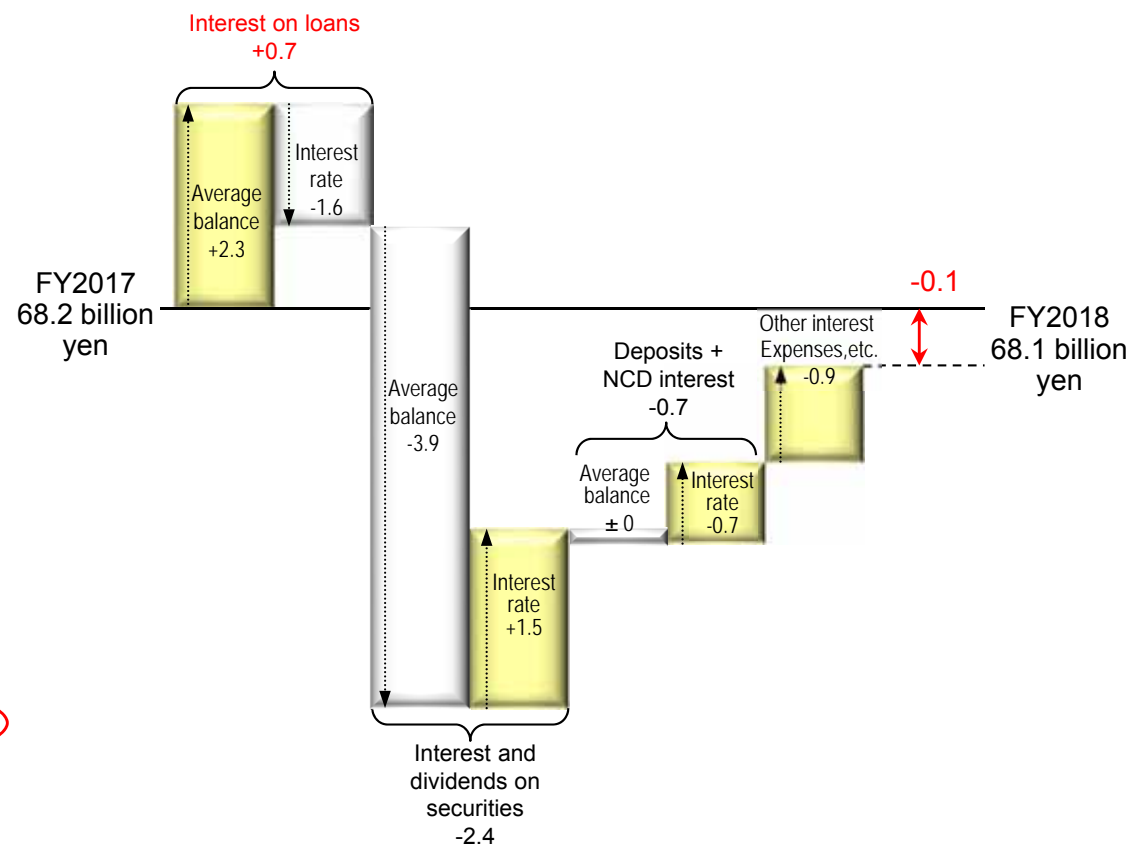 Interest on loans
+0.7
Average
balance
+2.3
Interest
rate
-1.6
FY2017
68.2 billion
yen
Average
balance
-3.9
Interest
rate
+1.5
Interest and
dividends on
securities
-2.4
Deposits +
NCD interest
-0.7
Average
balance
± 0
Interest
rate
-0.7
Other interest
Expenses,etc.
-0.9
-0.1
FY2018
68.1 billion
yen